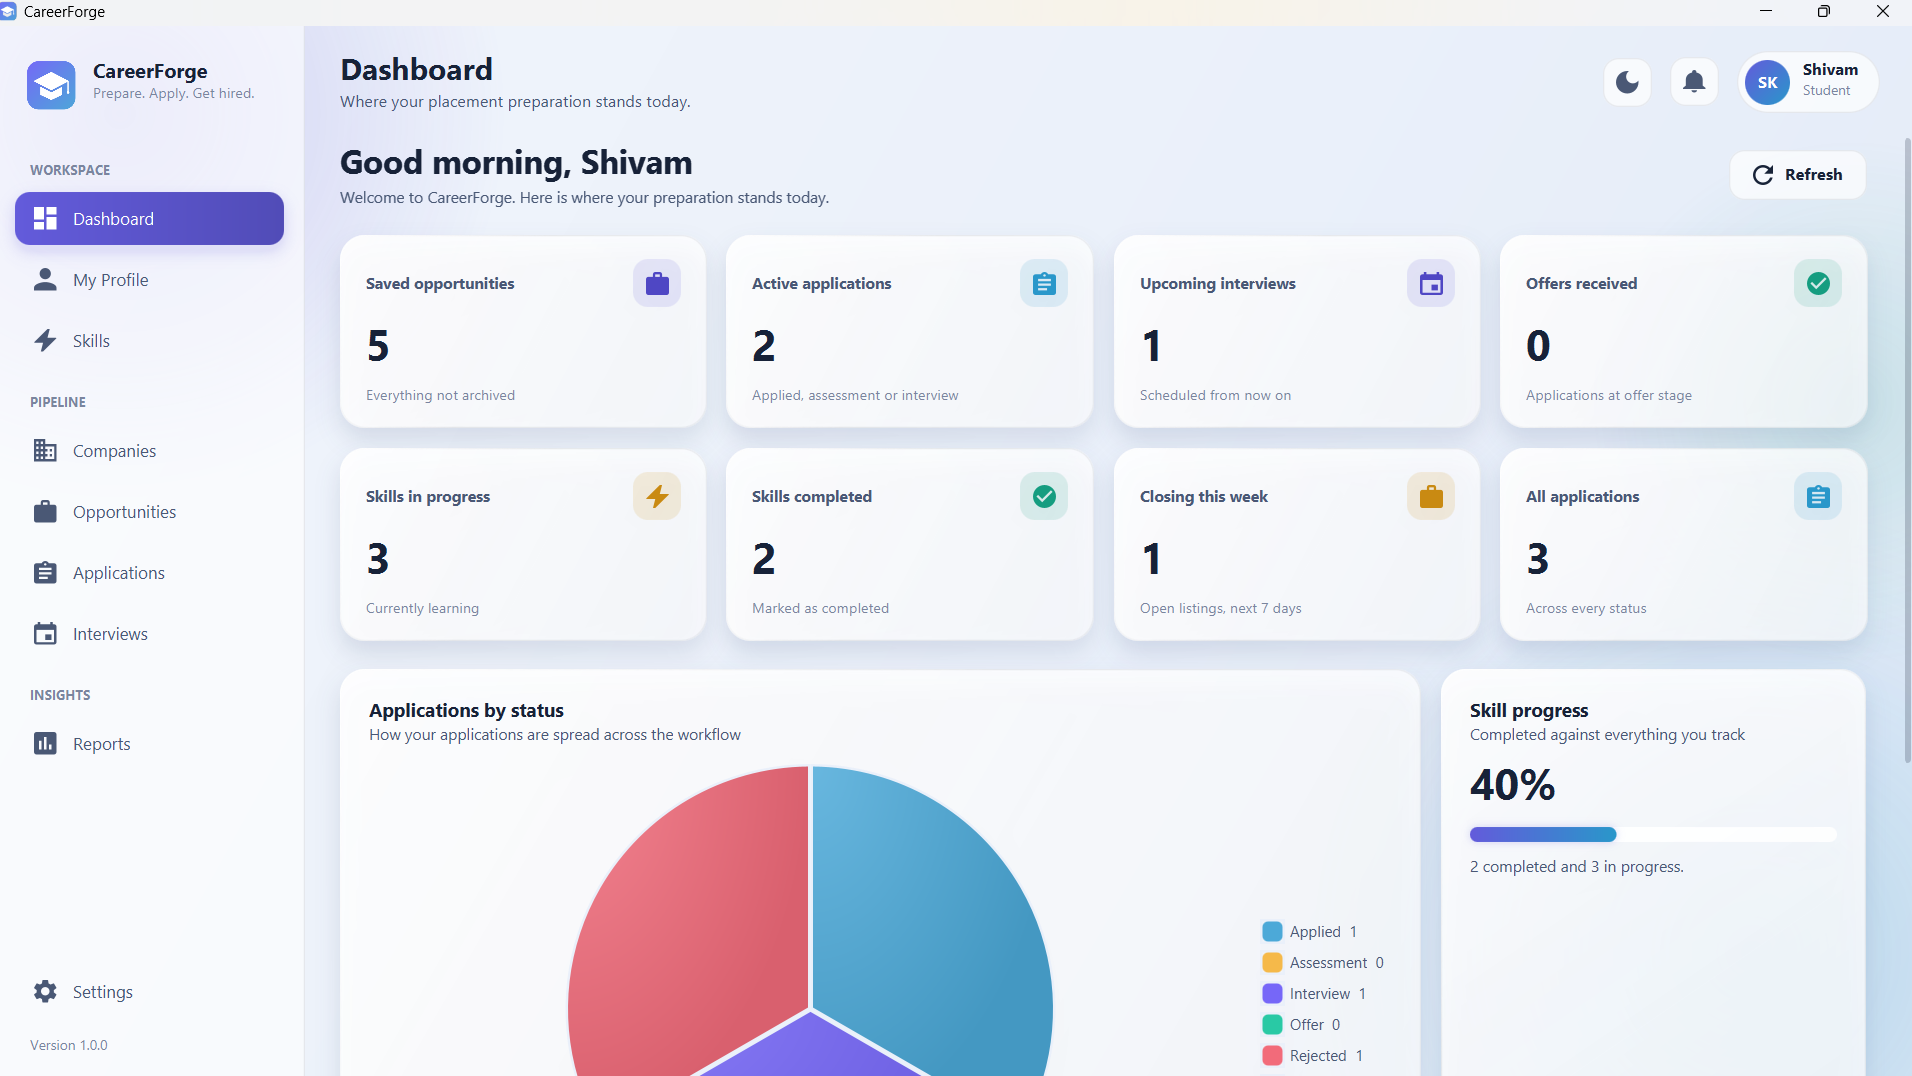 CareerForge
CareerForge
Prepare. Apply. Get hired.
WORKSPACE
Dashboard
My Profile
Skills
PIPELINE
Companies
Opportunities
Applications
Interviews
INSIGHTS
Reports
Settings
Version 1.0.0
Dashboard
Where your placement preparation stands today.
SK
Shivam
Student
Good morning, Shivam
Welcome to CareerForge. Here is where your preparation stands today.
Refresh
Saved opportunities
5
Everything not archived
Active applications
2
Applied, assessment or interview
Upcoming interviews
1
Scheduled from now on
Offers received
0
Applications at offer stage
Skills in progress
3
Currently learning
Skills completed
2
Marked as completed
Closing this week
1
Open listings, next 7 days
All applications
3
Across every status
Applications by status
How your applications are spread across the workflow
Applied 1
Assessment 0
Interview 1
Offer 0
Rejected 1
Skill progress
Completed against everything you track
40%
2 completed and 3 in progress.